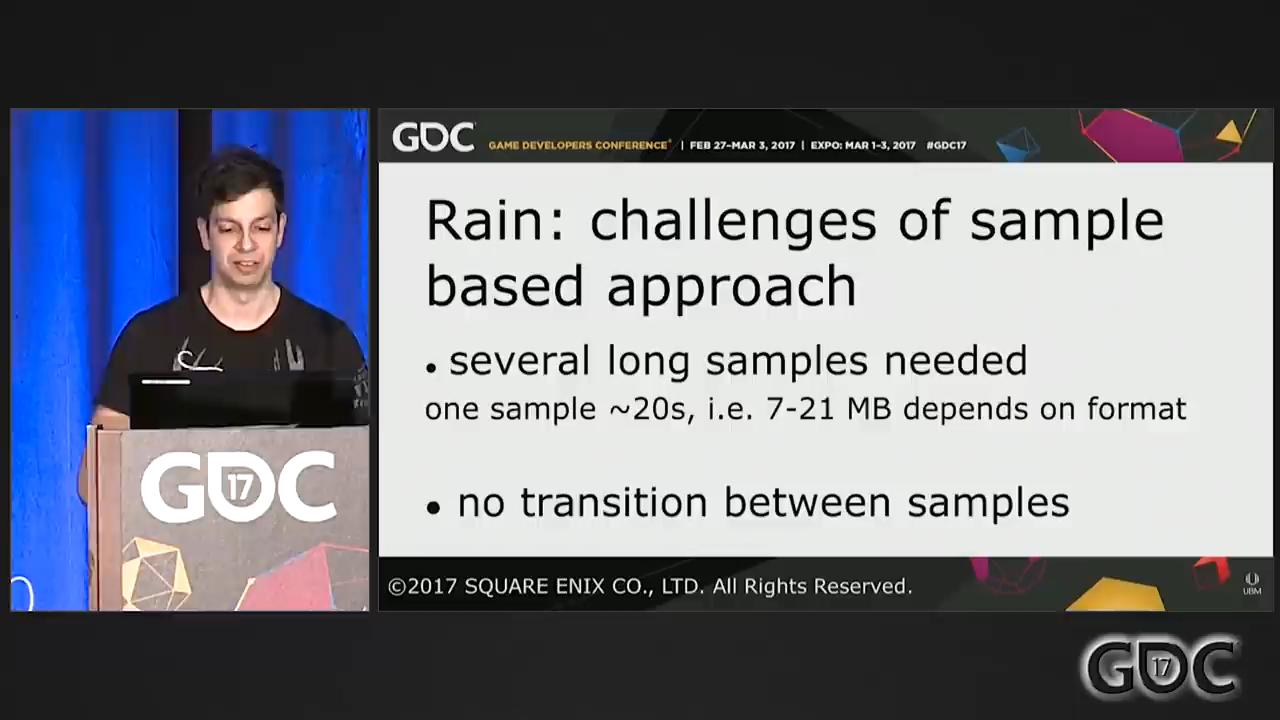 GDC GAME DEVELOPERS CONFERENCE® | FEB 27–MAR 3, 2017 | EXPO: MAR 1–3, 2017 #GDC17
Rain: challenges of sample
based approach
• several long samples needed
one sample ~20s, i.e. 7-21 MB depends on format
• no transition between samples
©2017 SQUARE ENIX CO., LTD. All Rights Reserved.
UBM
GDC 17
GDC 17